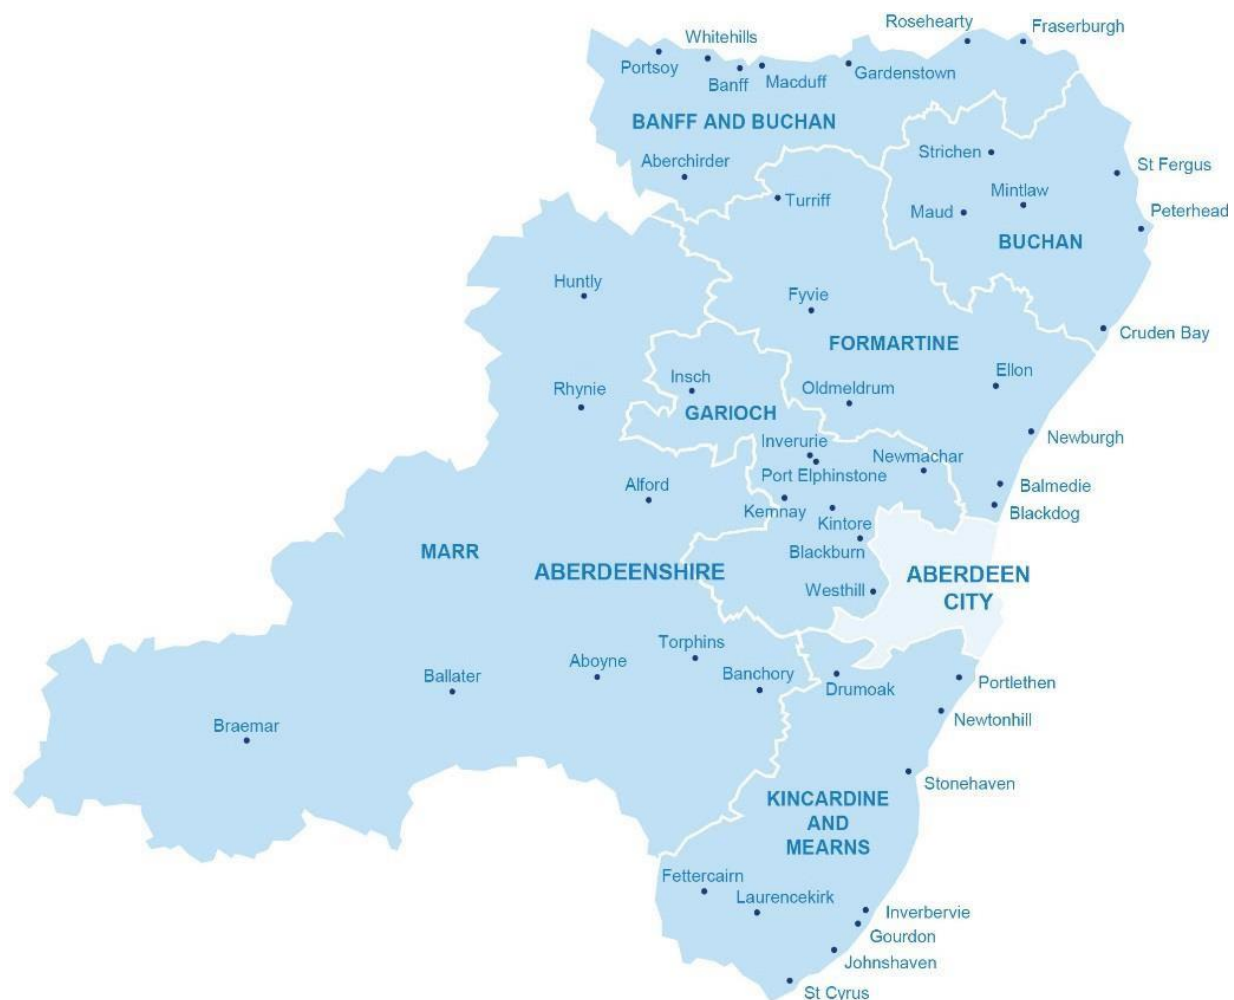 Rosehearty
Fraserburgh
Whitehills
Portsoy
Banff
Macduff
Gardenstown
BANFF AND BUCHAN
Aberchirder
Strichen
St Fergus
Turriff
Mintlaw
Maud
Peterhead
BUCHAN
Huntly
Fyvie
Cruden Bay
FORMARTINE
Ellon
Insch
Rhynie
Oldmeldrum
GARIOCH
Newburgh
Inverurie
Newmachar
Port Elphinstone
Alford
Balmedie
Kemnay
Blackdog
Kintore
MARR
Blackburn
ABERDEENSHIRE
ABERDEEN
CITY
Westhill
Torphins
Aboyne
Ballater
Banchory
Drumoak
Portlethen
Newtonhill
Braemar
Stonehaven
KINCARDINE
AND
MEARNS
Fettercairn
Laurencekirk
Inverbervie
Gourdon
Johnshaven
St Cyrus